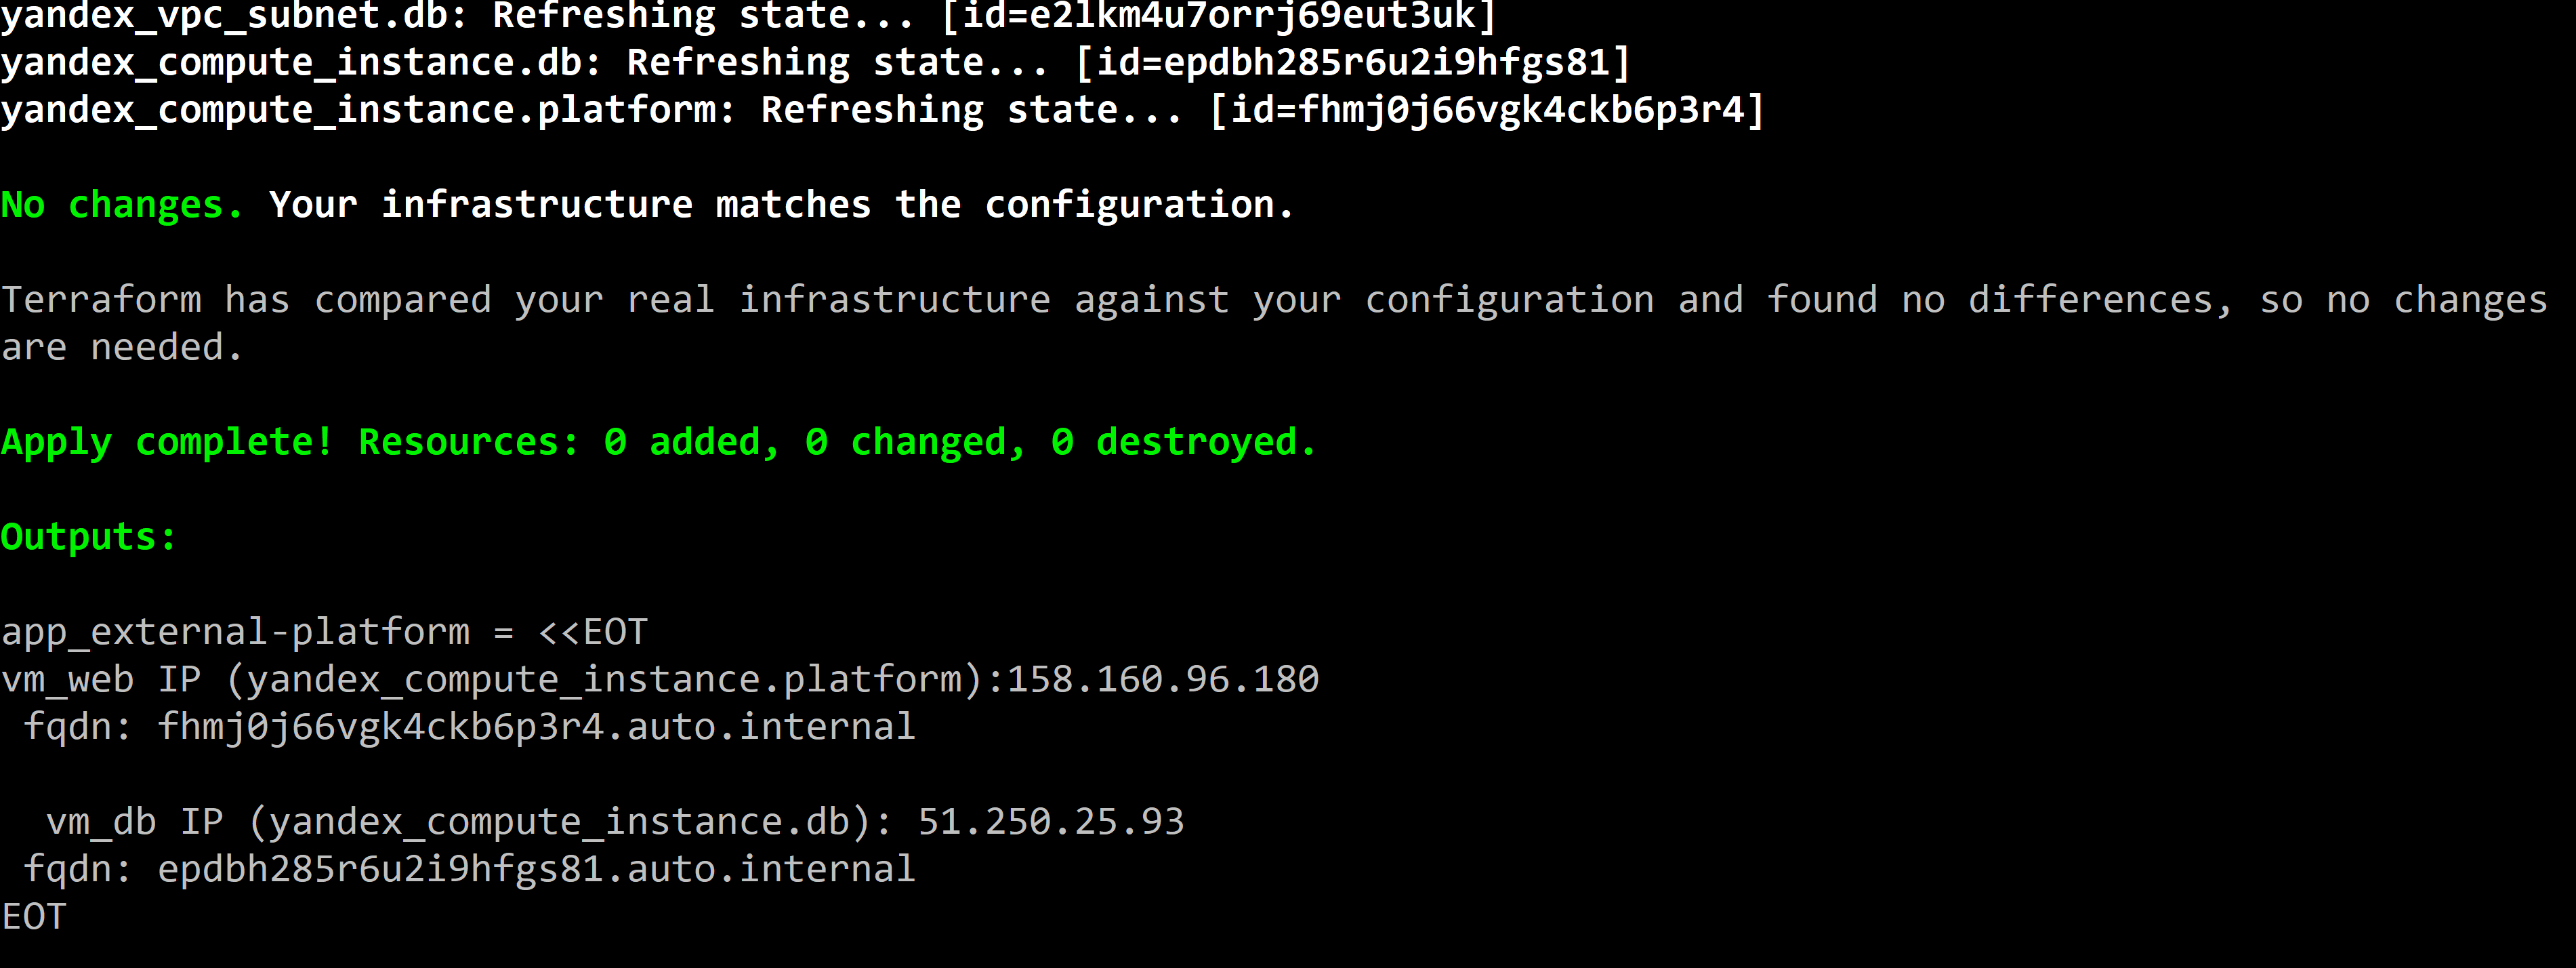 yandex_vpc_subnet.db: Refreshing state... [id=e2lkm4u7orrj69eut3uk]
yandex_compute_instance.db: Refreshing state... [id=epdbh285r6u2i9hfgs81]
yandex_compute_instance.platform: Refreshing state... [id=fhmj0j66vgk4ckb6p3r4]
No changes. Your infrastructure matches the configuration.
Terraform has compared your real infrastructure against your configuration and found no differences, so no changes
are needed.
Apply complete! Resources: 0 added, 0 changed, 0 destroyed.
Outputs:
app_external-platform = <<EOT
vm_web IP (yandex_compute_instance.platform):158.160.96.180
 fqdn: fhmj0j66vgk4ckb6p3r4.auto.internal
  vm_db IP (yandex_compute_instance.db): 51.250.25.93
 fqdn: epdbh285r6u2i9hfgs81.auto.internal
EOT